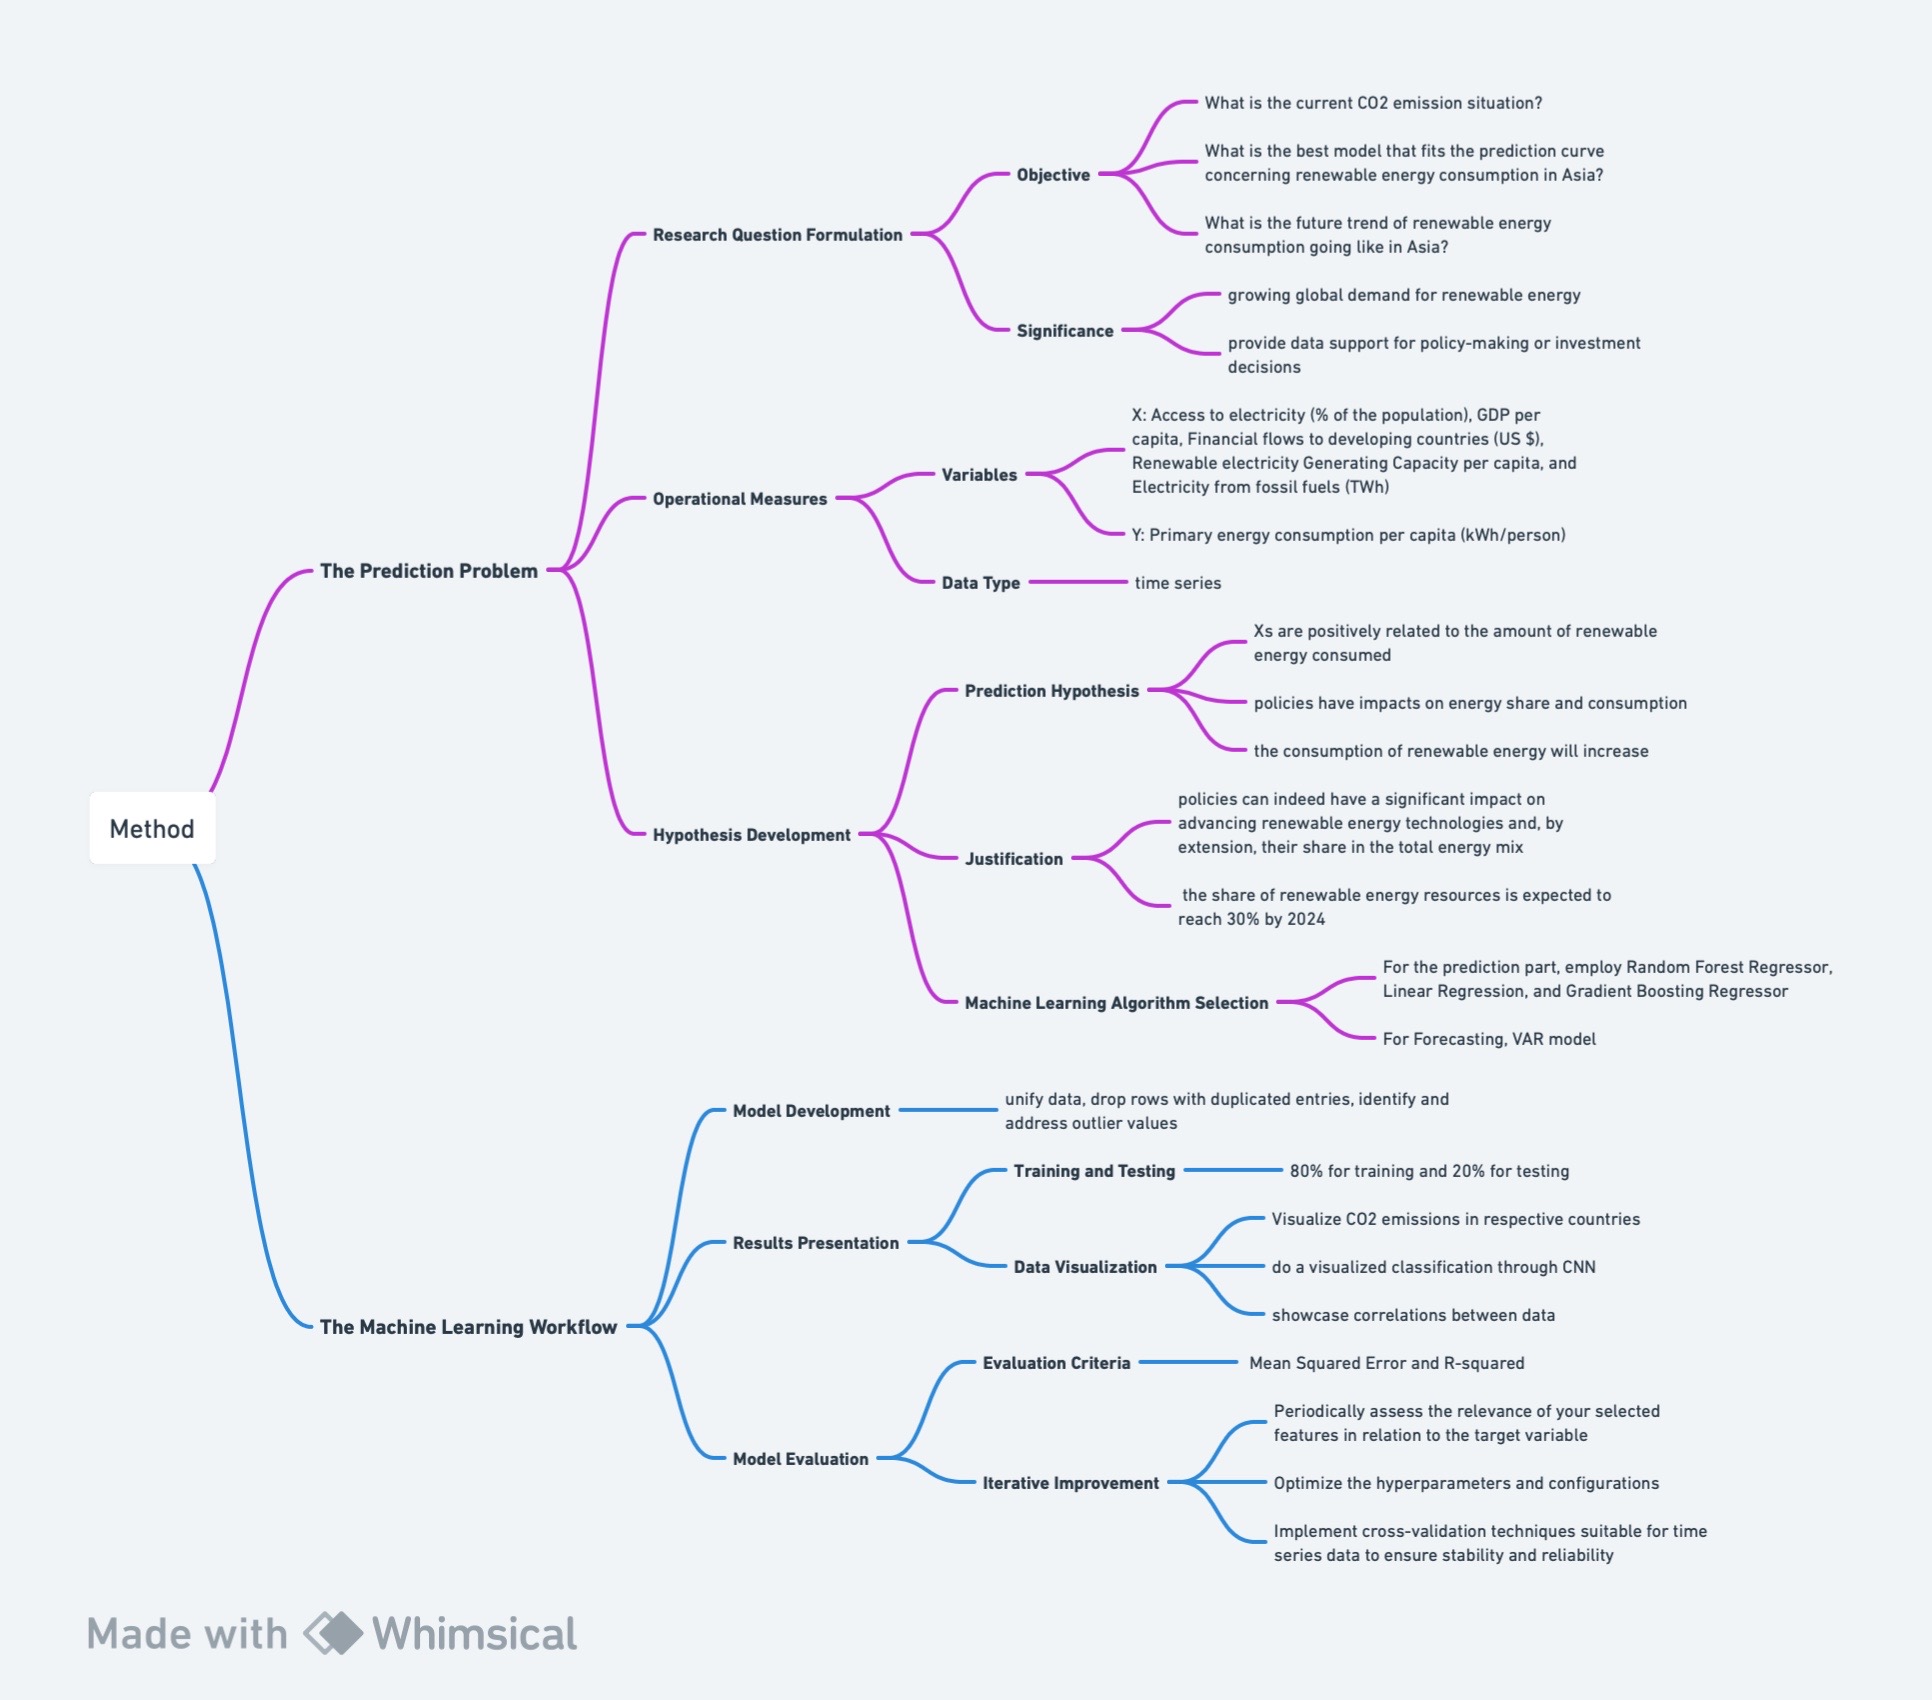 Method
The Prediction Problem
Research Question Formulation
Objective
What is the current CO2 emission situation?
What is the best model that fits the prediction curve
concerning renewable energy consumption in Asia?
What is the future trend of renewable energy
consumption going like in Asia?
Significance
growing global demand for renewable energy
provide data support for policy-making or investment
decisions
Operational Measures
Variables
X: Access to electricity (% of the population), GDP per
capita, Financial flows to developing countries (US $),
Renewable electricity Generating Capacity per capita, and
Electricity from fossil fuels (TWh)
Y: Primary energy consumption per capita (kWh/person)
Data Type
time series
Hypothesis Development
Prediction Hypothesis
Xs are positively related to the amount of renewable
energy consumed
policies have impacts on energy share and consumption
the consumption of renewable energy will increase
Justification
policies can indeed have a significant impact on
advancing renewable energy technologies and, by
extension, their share in the total energy mix
the share of renewable energy resources is expected to
reach 30% by 2024
Machine Learning Algorithm Selection
For the prediction part, employ Random Forest Regressor,
Linear Regression, and Gradient Boosting Regressor
For Forecasting, VAR model
The Machine Learning Workflow
Model Development
unify data, drop rows with duplicated entries, identify and
address outlier values
Results Presentation
Training and Testing
80% for training and 20% for testing
Data Visualization
Visualize CO2 emissions in respective countries
do a visualized classification through CNN
showcase correlations between data
Model Evaluation
Evaluation Criteria
Mean Squared Error and R-squared
Iterative Improvement
Periodically assess the relevance of your selected
features in relation to the target variable
Optimize the hyperparameters and configurations
Implement cross-validation techniques suitable for time
series data to ensure stability and reliability
Made with Whimsical